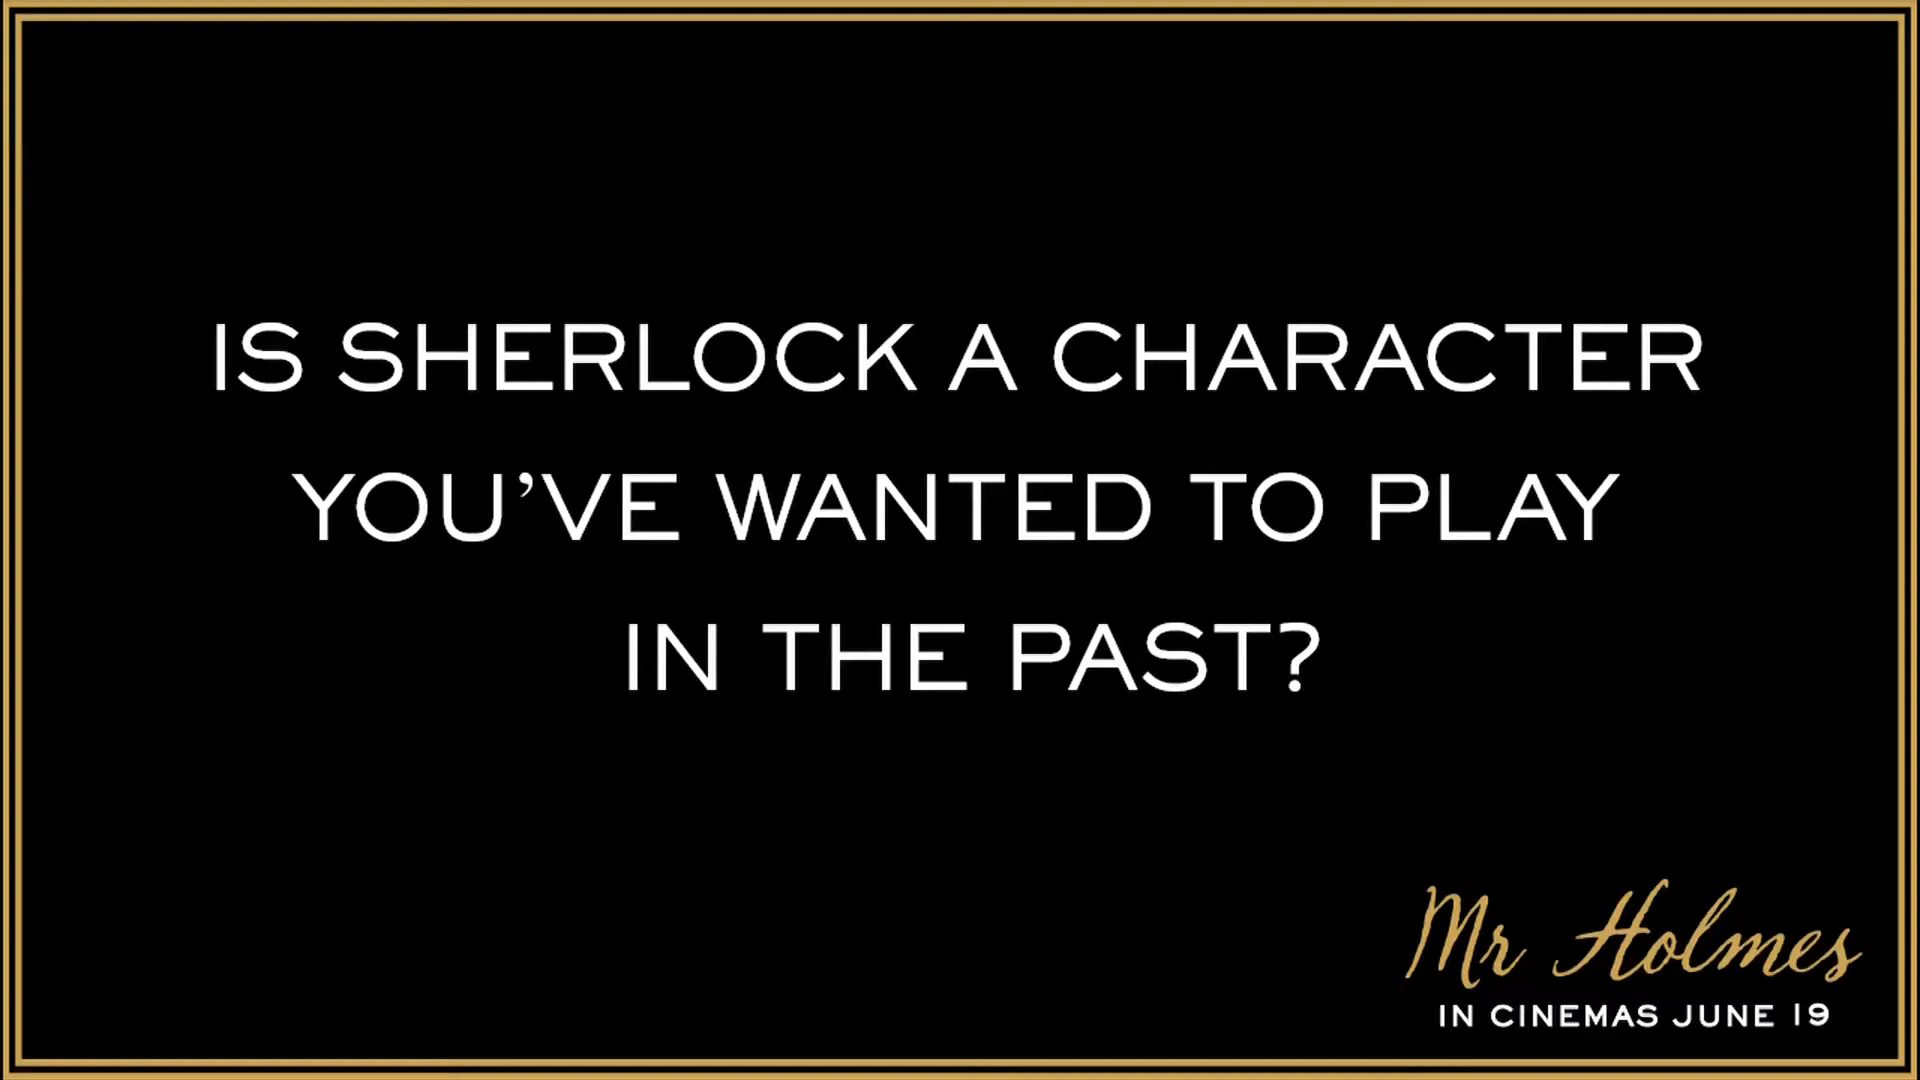 IS SHERLOCK A CHARACTER
YOU’VE WANTED TO PLAY
IN THE PAST?
Mr Holmes
IN CINEMAS JUNE 19